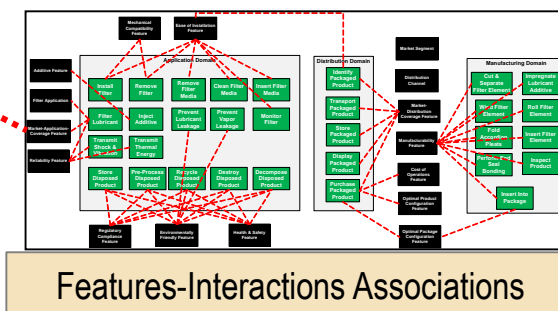 Mechanical
Compatibility
Feature
Ease of Installation
Feature
Additive Feature
Filter Application
Market-Application-
Coverage Feature
Reliability Feature
Application Domain
Install
Filter
Remove
Filter
Remove
Filter
Media
Clean Filter
Media
Insert Filter
Media
Filter
Lubricant
Inject
Additive
Prevent
Lubricant
Leakage
Prevent
Vapor
Leakage
Monitor
Filter
Transmit
Shock &
Transmit
Thermal
Energy
Store
Disposed
Product
Pre-Process
Disposed
Product
Recycle
Disposed
Product
Destroy
Disposed
Product
Decompose
Disposed
Product
Regulatory
Compliance
Feature
Environmentally
Friendly Feature
Health & Safety
Feature
Distribution Domain
Identify
Packaged
Product
Transport
Packaged
Product
Store
Packaged
Product
Display
Packaged
Product
Purchase
Packaged
Product
Market Segment
Distribution
Channel
Market-
Distribution
Coverage Feature
Manufacturability
Feature
Cost of
Operations
Feature
Optimal Product
Configuration
Feature
Optimal Package
Configuration
Feature
Manufacturing Domain
Cut &
Separate
Filter Element
Impregnate
Lubricant
Additive
Wind Filter
Element
Roll Filter
Element
Fold
Pleats
Insert Filter
Element
Seal
Bonding
Inspect
Product
Insert Into
Package
Features-Interactions Associations